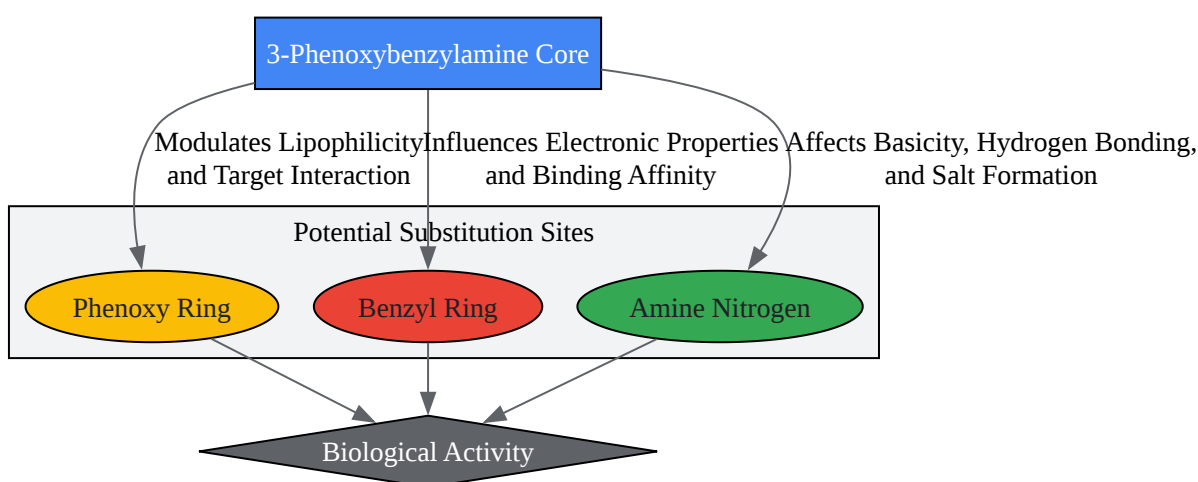 3-Phenoxybenzylamine Core
Modulates Lipophilicity
and Target Interaction
Influences Electronic Properties
and Binding Affinity
Affects Basicity, Hydrogen Bonding,
and Salt Formation
Potential Substitution Sites
Phenoxy Ring
Benzyl Ring
Amine Nitrogen
Biological Activity